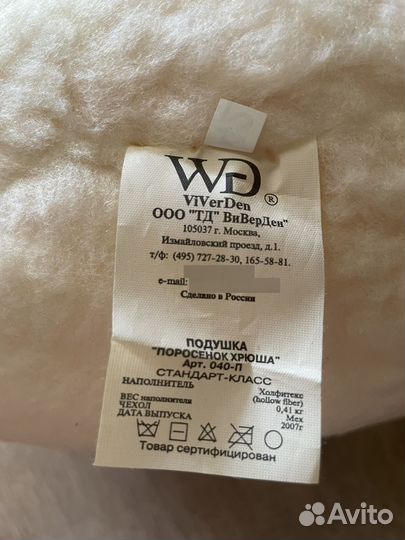 WD®
ViVerDen
ООО "ТД" ВиВерДен"
105037 г. Москва,
Измайловский проезд, д.1.
т/ф: (495) 727-28-30, 165-58-81.
e-mail:
Сделано в России
ПОДУШКА
"ПОРОСЕНОК ХРЮША"
Арт. 040-П
СТАНДАРТ-КЛАСС
НАПОЛНИТЕЛЬ Холфитекс
(hollow fiber)
ВЕС наполнителя 0,41 кг
ЧЕХОЛ Мех
ДАТА ВЫПУСКА 2007г
Товар сертифицирован
Avito